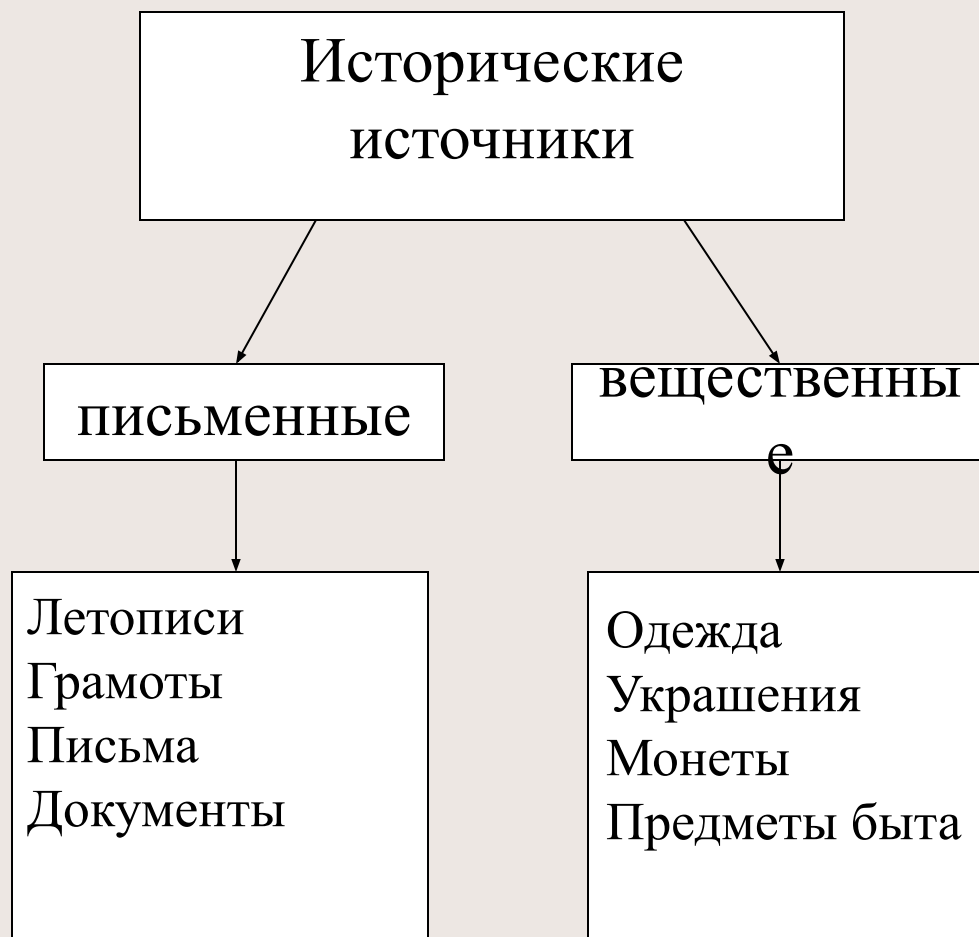 Исторические
источники
письменные
вещественны
е
Летописи
Грамоты
Письма
Документы
Одежда
Украшения
Монеты
Предметы быта